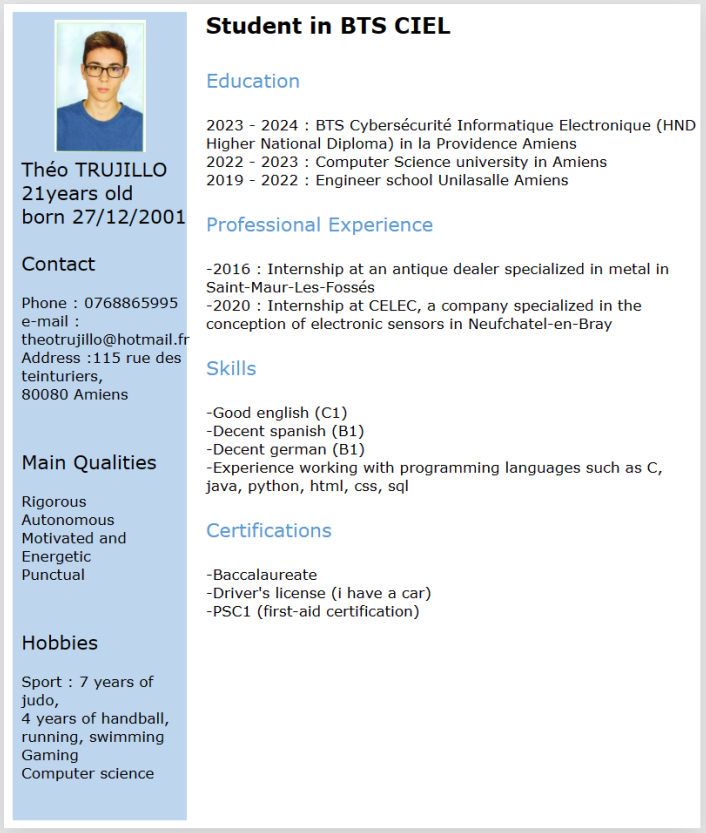 Théo TRUJILLO
21years old
born 27/12/2001
Contact
Phone : 0768865995
e-mail :
theotrujillo@hotmail.fr
Address :115 rue des
teinturiers,
80080 Amiens
Main Qualities
Rigorous
Autonomous
Motivated and
Energetic
Punctual
Hobbies
Sport : 7 years of
judo,
4 years of handball,
running, swimming
Gaming
Computer science
Student in BTS CIEL
Education
2023 - 2024 : BTS Cybersécurité Informatique Electronique (HND
Higher National Diploma) in la Providence Amiens
2022 - 2023 : Computer Science university in Amiens
2019 - 2022 : Engineer school Unilasalle Amiens
Professional Experience
-2016 : Internship at an antique dealer specialized in metal in
Saint-Maur-Les-Fossés
-2020 : Internship at CELEC, a company specialized in the
conception of electronic sensors in Neufchatel-en-Bray
Skills
-Good english (C1)
-Decent spanish (B1)
-Decent german (B1)
-Experience working with programming languages such as C,
java, python, html, css, sql
Certifications
-Baccalaureate
-Driver's license (i have a car)
-PSC1 (first-aid certification)